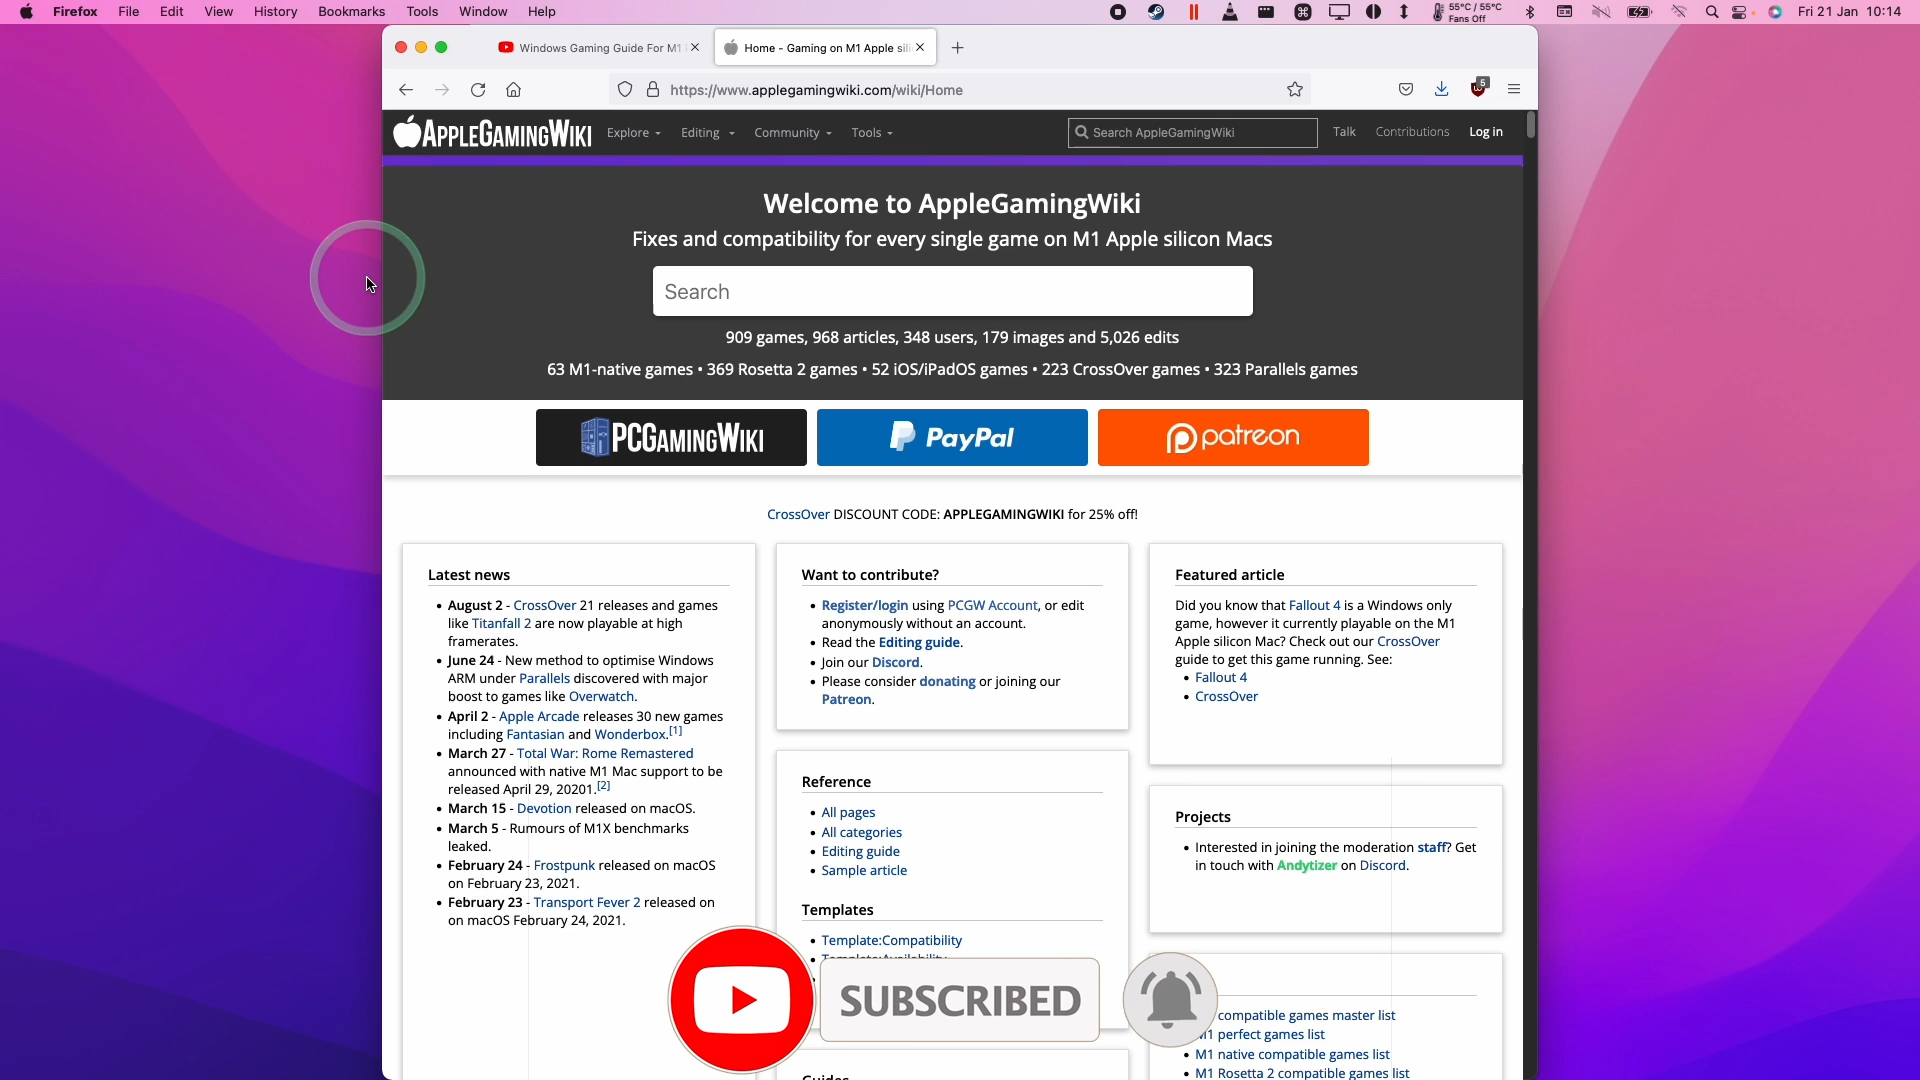 Firefox File Edit View History Bookmarks Tools Window Help
55°C / 55°C
Fans Off
Fri 21 Jan 10:14
Windows Gaming Guide For M1
Home - Gaming on M1 Apple sili
https://www.applegamingwiki.com/wiki/Home
5
APPLEGAMINGWIKI Explore Editing Community Tools
Search AppleGamingWiki
Talk Contributions Log in
Welcome to AppleGamingWiki
Fixes and compatibility for every single game on M1 Apple silicon Macs
Search
909 games, 968 articles, 348 users, 179 images and 5,026 edits
63 M1-native games • 369 Rosetta 2 games • 52 iOS/iPadOS games • 223 CrossOver games • 323 Parallels games
PCGAMINGWIKI
PayPal
patreon
CrossOver DISCOUNT CODE: APPLEGAMINGWIKI for 25% off!
Latest news
• August 2 - CrossOver 21 releases and games
like Titanfall 2 are now playable at high
framerates.
• June 24 - New method to optimise Windows
ARM under Parallels discovered with major
boost to games like Overwatch.
• April 2 - Apple Arcade releases 30 new games
including Fantasian and Wonderbox.[1]
• March 27 - Total War: Rome Remastered
announced with native M1 Mac support to be
released April 29, 20201.[2]
• March 15 - Devotion released on macOS.
• March 5 - Rumours of M1X benchmarks
leaked.
• February 24 - Frostpunk released on macOS
on February 23, 2021.
• February 23 - Transport Fever 2 released on
on macOS February 24, 2021.
Want to contribute?
• Register/login using PCGW Account, or edit
anonymously without an account.
• Read the Editing guide.
• Join our Discord.
• Please consider donating or joining our
Patreon.
Reference
• All pages
• All categories
• Editing guide
• Sample article
Templates
• Template:Compatibility
• Template:Availability
Guides
Featured article
Did you know that Fallout 4 is a Windows only
game, however it currently playable on the M1
Apple silicon Mac? Check out our CrossOver
guide to get this game running. See:
• Fallout 4
• CrossOver
Projects
• Interested in joining the moderation staff? Get
in touch with Andytizer on Discord.
compatible games master list
M1 perfect games list
• M1 native compatible games list
• M1 Rosetta 2 compatible games list
SUBSCRIBED